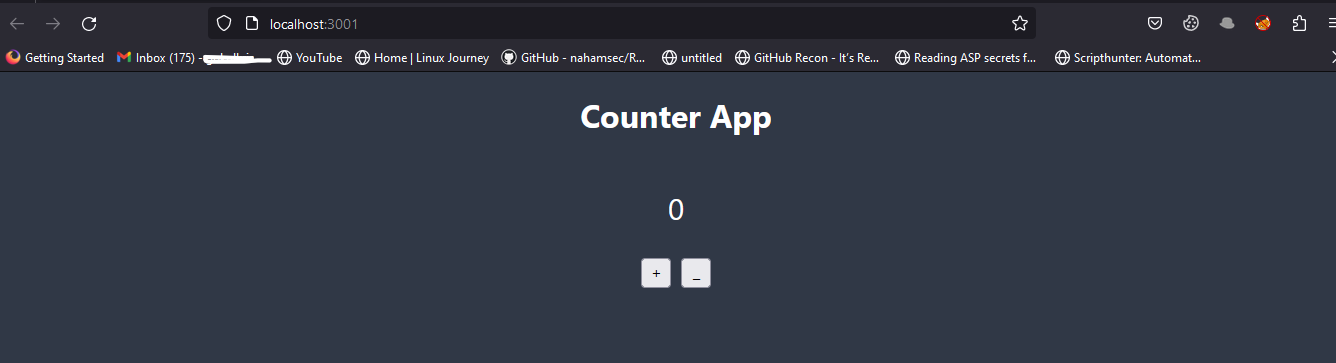 localhost:3001
Getting Started Inbox (175) - YouTube Home | Linux Journey GitHub - nahamsec/R... untitled GitHub Recon - It's Re... Reading ASP secrets f... Scripthunter: Automat...
Counter App
0
+ _